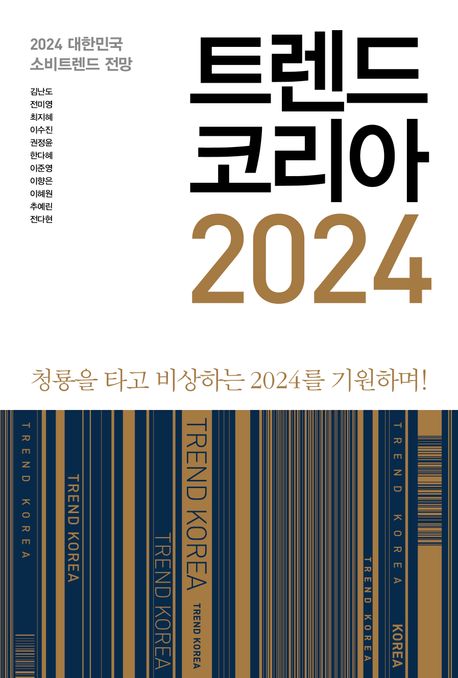 2024 대한민국
소비트렌드 전망
김난도
전미영
최지혜
이수진
권정윤
한다혜
이준영
이향은
이혜원
추예린
전다현
트렌드
코리아
2024
청룡을 타고 비상하는 2024를 기원하며!
TREND KOREA
TREND KOREA
TREND KOREA
TREND KOREA
TREND KOREA
TREND KOREA
TREND KOREA
KOREA